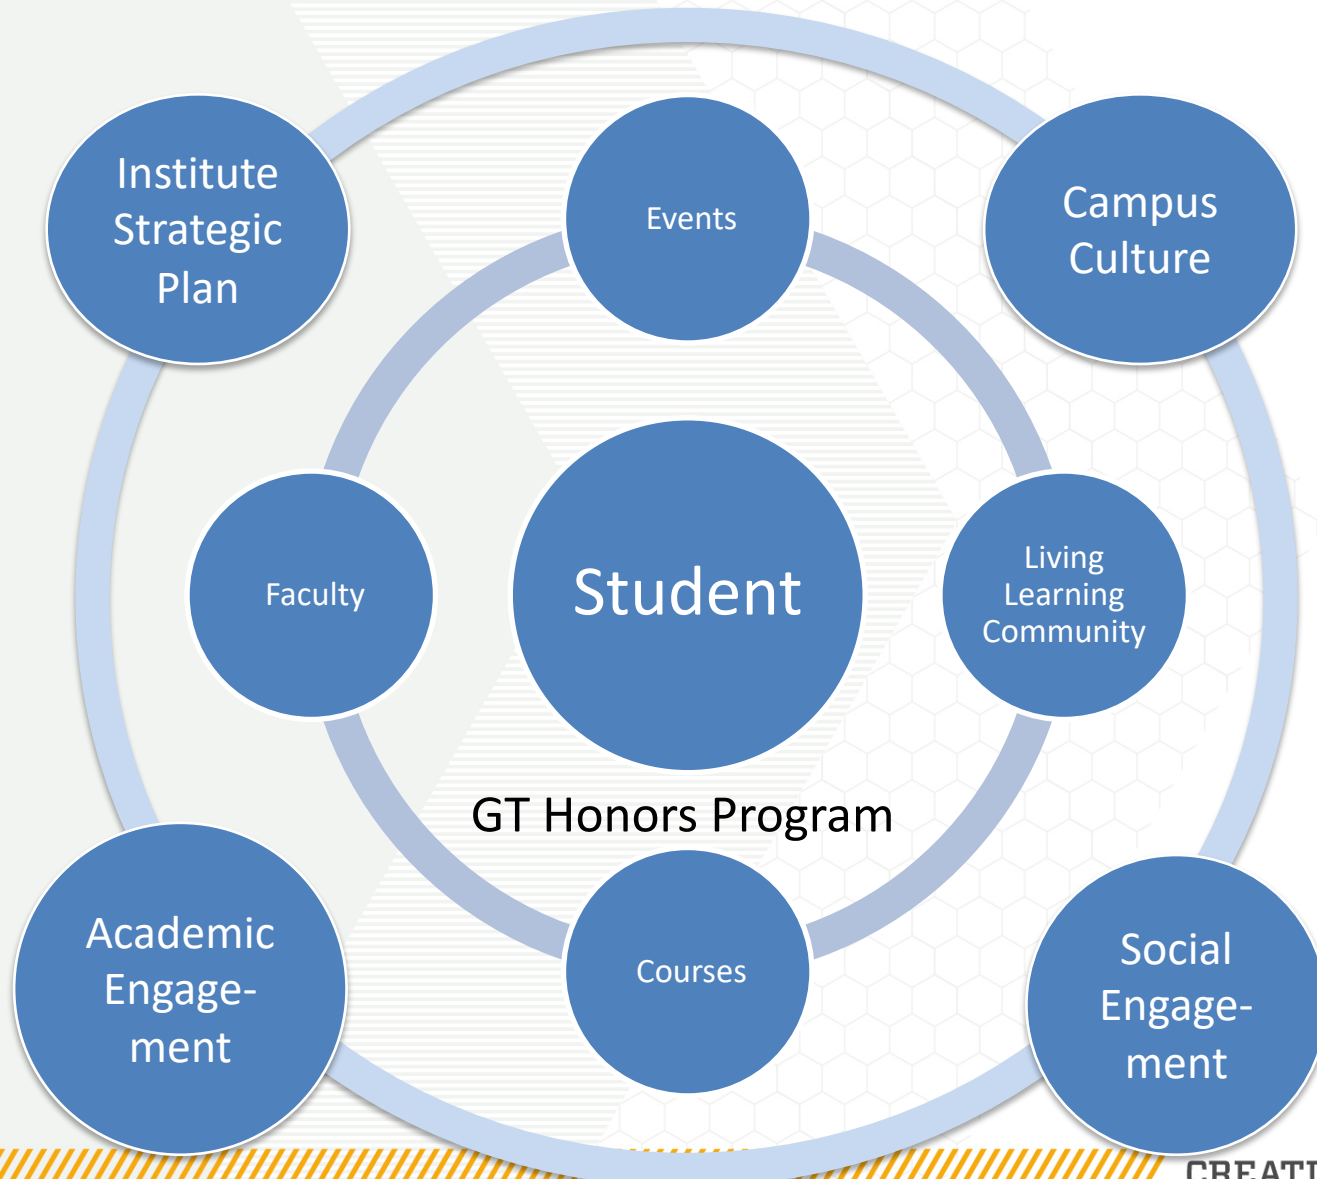 Institute
Strategic
Plan
Events
Campus
Culture
Faculty
Student
Living
Learning
Community
GT Honors Program
Academic
Engage-
ment
Courses
Social
Engage-
ment